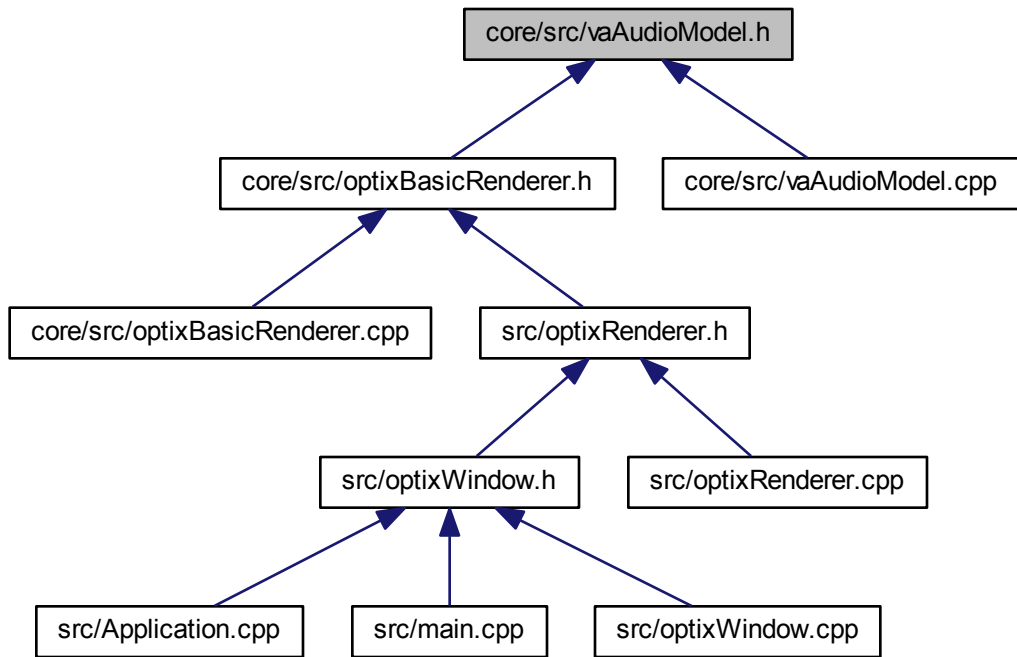 core/src/vaAudioModel.h
core/src/optixBasicRenderer.h
core/src/vaAudioModel.cpp
core/src/optixBasicRenderer.cpp
src/optixRenderer.h
src/optixWindow.h
src/optixRenderer.cpp
src/Application.cpp
src/main.cpp
src/optixWindow.cpp